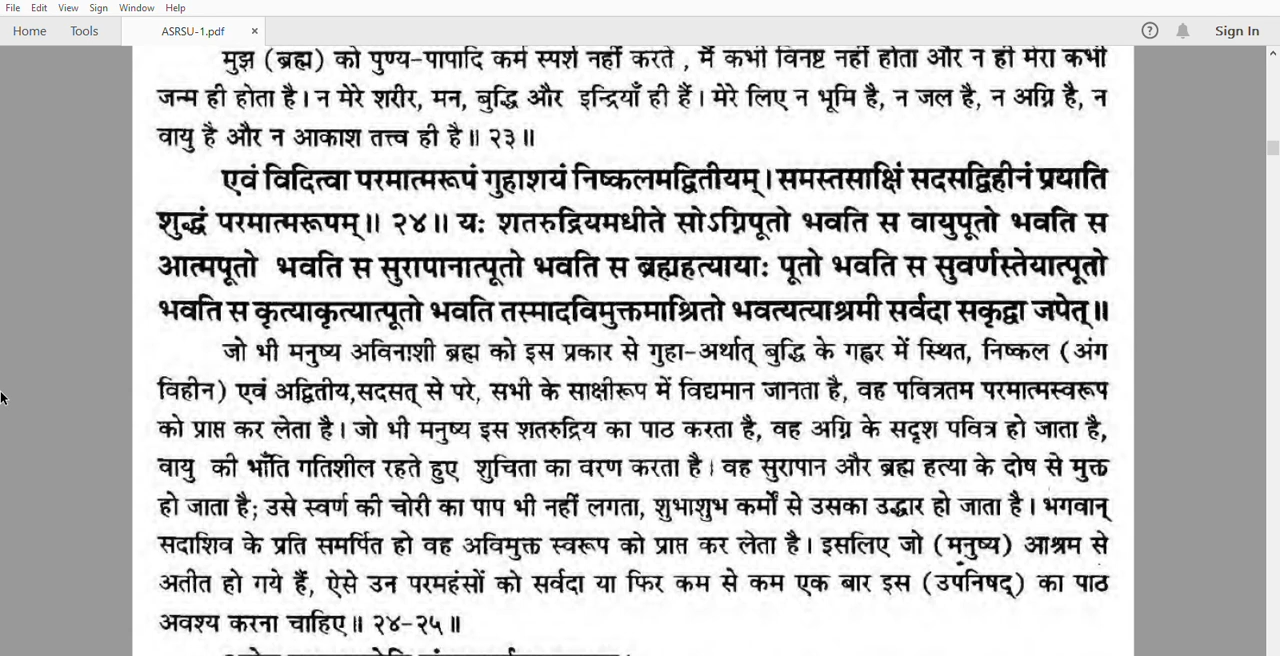 File Edit View Sign Window Help
Home Tools ASRSU-1.pdf × ? Sign In
मुझ (ब्रह्म) को पुण्य-पापादि कर्म स्पर्श नहीं करते , मैं कभी विनष्ट नहीं होता और न ही मेरा कभी
जन्म ही होता है। न मेरे शरीर, मन, बुद्धि और इन्द्रियाँ ही हैं। मेरे लिए न भूमि है, न जल है, न अग्नि है, न
वायु है और न आकाश तत्त्व ही है॥ २३॥
एवं विदित्वा परमात्मरूपं गुहाशयं निष्कलमद्वितीयम्। समस्तसाक्षिं सदसद्विहीनं प्रयाति
शुद्धं परमात्मरूपम्॥ २४॥ यः शतरुद्रियमधीते सोऽग्निपूतो भवति स वायुपूतो भवति स
आत्मपूतो भवति स सुरापानात्पूतो भवति स ब्रह्महत्यायाः पूतो भवति स सुवर्णस्तेयात्पूतो
भवति स कृत्याकृत्यात्पूतो भवति तस्मादविमुक्तमाश्रितो भवत्यत्याश्रमी सर्वदा सकृद्वा जपेत्॥
जो भी मनुष्य अविनाशी ब्रह्म को इस प्रकार से गुहा-अर्थात् बुद्धि के गह्वर में स्थित, निष्कल (अंग
विहीन) एवं अद्वितीय,सदसत् से परे, सभी के साक्षीरूप में विद्यमान जानता है, वह पवित्रतम परमात्मस्वरूप
को प्राप्त कर लेता है। जो भी मनुष्य इस शतरुद्रिय का पाठ करता है, वह अग्नि के सदृश पवित्र हो जाता है,
वायु की भाँति गतिशील रहते हुए शुचिता का वरण करता है। वह सुरापान और ब्रह्म हत्या के दोष से मुक्त
हो जाता है; उसे स्वर्ण की चोरी का पाप भी नहीं लगता, शुभाशुभ कर्मों से उसका उद्धार हो जाता है। भगवान्
सदाशिव के प्रति समर्पित हो वह अविमुक्त स्वरूप को प्राप्त कर लेता है। इसलिए जो (मनुष्य) आश्रम से
अतीत हो गये हैं, ऐसे उन परमहंसों को सर्वदा या फिर कम से कम एक बार इस (उपनिषद्) का पाठ
अवश्य करना चाहिए॥ २४-२५॥